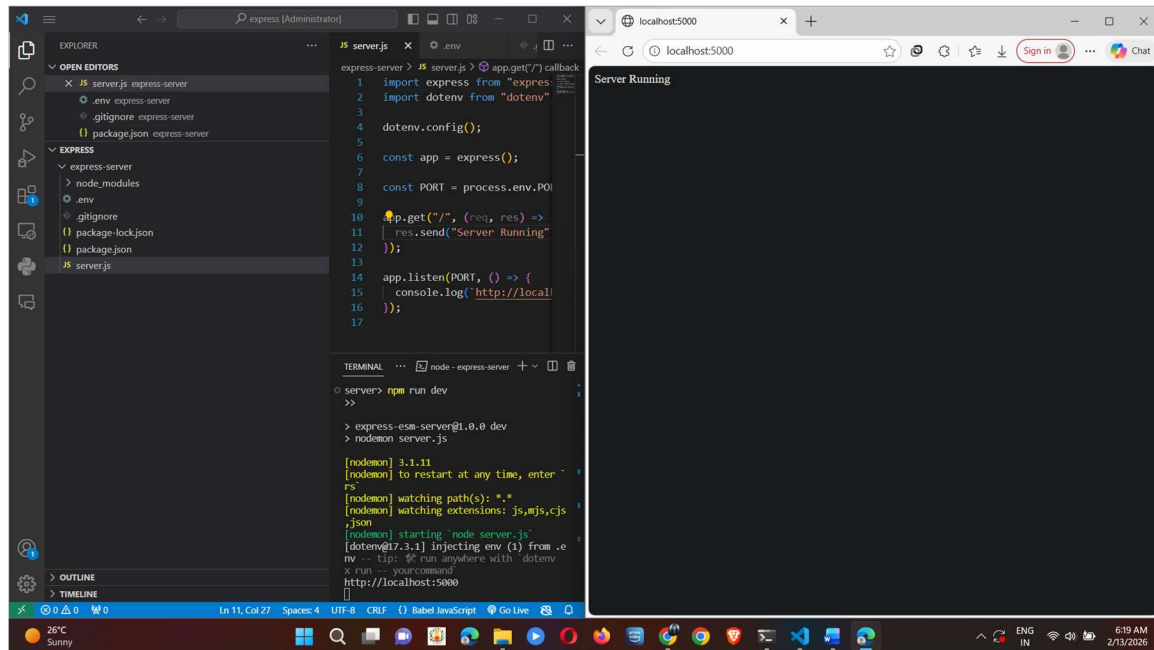 express [Administrator]
localhost:5000
localhost:5000
Sign in
Chat
EXPLORER
OPEN EDITORS
JS server.js express-server
.env express-server
.gitignore express-server
{} package.json express-server
EXPRESS
express-server
node_modules
.env
.gitignore
{} package-lock.json
{} package.json
JS server.js
OUTLINE
TIMELINE
JS server.js
.env
express-server > JS server.js > app.get("/") callback
1 import express from "expres
2 import dotenv from "dotenv"
3
4 dotenv.config();
5
6 const app = express();
7
8 const PORT = process.env.PO
9
10 app.get("/", (req, res) =>
11 res.send("Server Running"
12 });
13
14 app.listen(PORT, () => {
15 console.log(`http://local
16 });
17
TERMINAL
node - express-server
server> npm run dev
>>
> express-esm-server@1.0.0 dev
> nodemon server.js
[nodemon] 3.1.11
[nodemon] to restart at any time, enter `
rs`
[nodemon] watching path(s): *.*
[nodemon] watching extensions: js,mjs,cjs
,json
[nodemon] starting `node server.js`
[dotenv@17.3.1] injecting env (1) from .e
nv -- tip: 🛠 run anywhere with `dotenv
x run -- yourcommand`
http://localhost:5000
Server Running
0 0 0
Ln 11, Col 27 Spaces: 4 UTF-8 CRLF {} Babel JavaScript Go Live
26°C
Sunny
ENG
IN
6:19 AM
2/13/2026